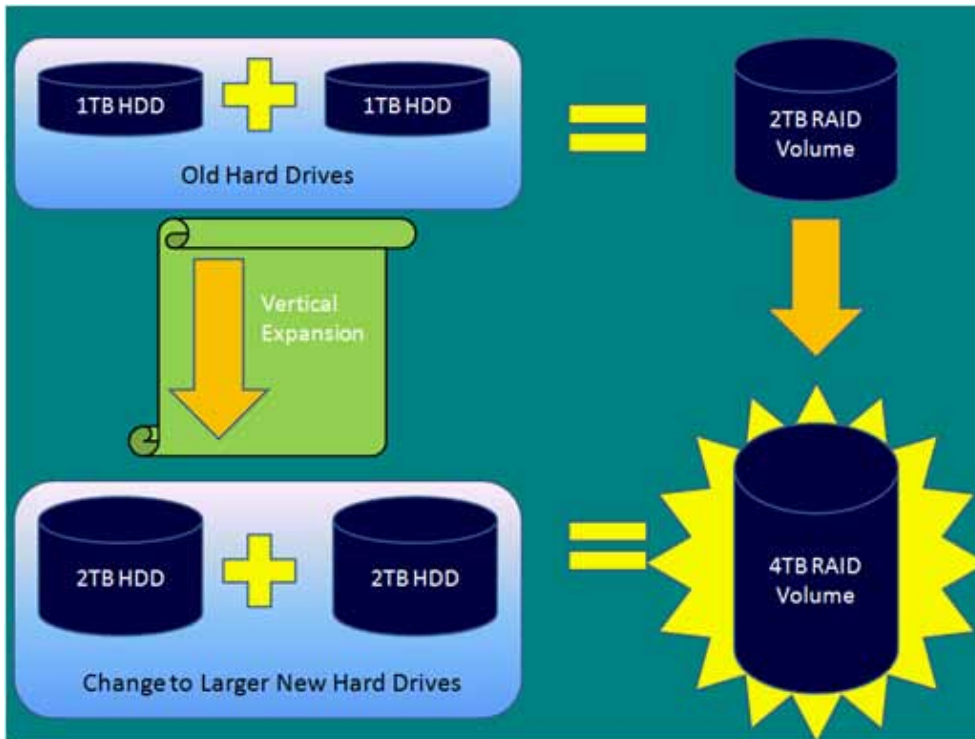 1TB HDD
1TB HDD
2TB RAID
Volume
Old Hard Drives
Vertical
Expansion
2TB HDD
2TB HDD
4TB RAID
Volume
Change to Larger New Hard Drives